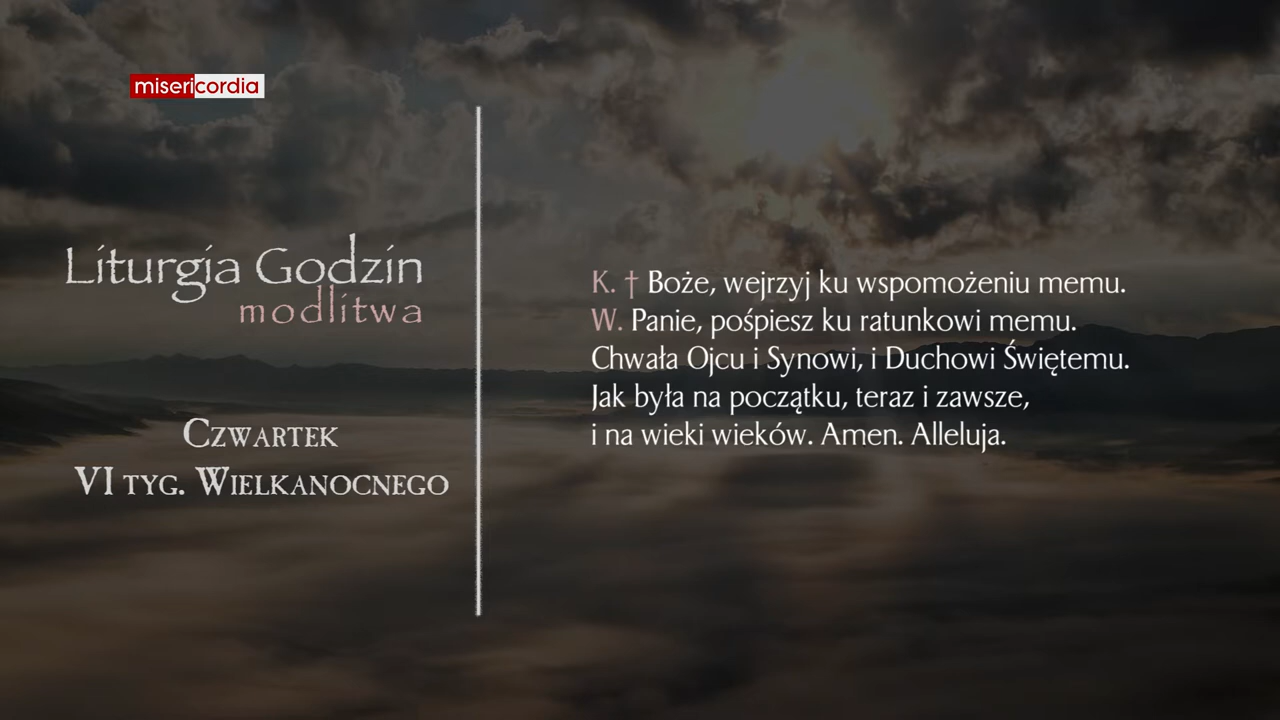 misericordia
Liturgia Godzin
modlitwa
Czwartek
VI tyg. Wielkanocnego
K. † Boże, wejrzyj ku wspomożeniu memu.
W. Panie, pośpiesz ku ratunkowi memu.
Chwała Ojcu i Synowi, i Duchowi Świętemu.
Jak była na początku, teraz i zawsze,
i na wieki wieków. Amen. Alleluja.